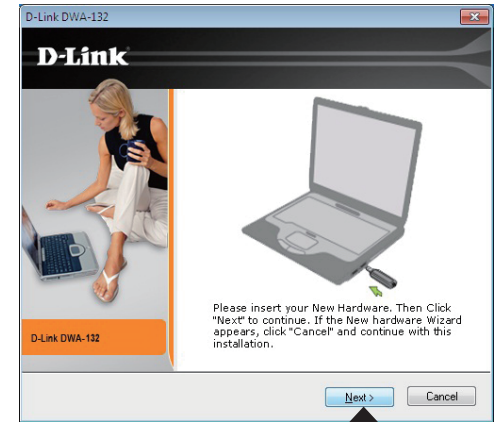 D-Link DWA-132
D-Link
Please insert your New Hardware. Then Click
"Next" to continue. If the New hardware Wizard
appears, click "Cancel" and continue with this
installation.
D-Link DWA-132
Next >
Cancel